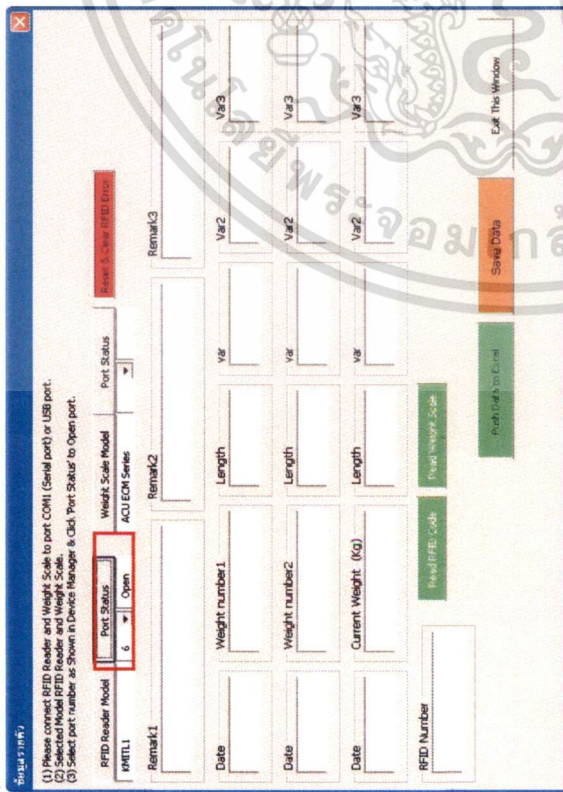 ข้อมูลรายตัว
(1) Please connect RFID Reader and Weight Scale to port COM1 (Serial port) or USB port.
(2) Selected Model RFID Reader and Weight Scale.
(3) Select port number as Shown in Device Manager & Click 'Port Status' to Open port.
RFID Reader Model Port Status Weight Scale Model Port Status Reset & Clear RFID Error
KMITL1 6 Open ACU ECM Series
Remark1 Remark2 Remark3
Date Weight number1 Length var Var2 Var3
Date Weight number2 Length var Var2 Var3
Date Current Weight (Kg) Length var Var2 Var3
RFID Number Read RFID Code Read Weight Scale
Push Data to Excel Save Data Exit This Window